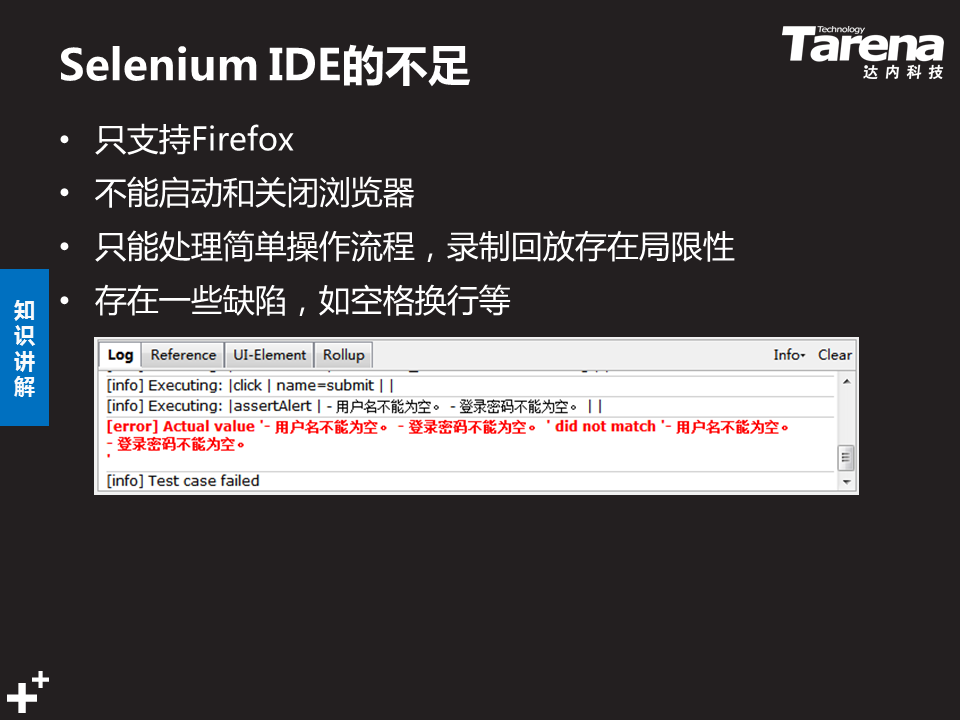 Selenium IDE的不足
Technology
Tarena
达内科技
• 只支持Firefox
• 不能启动和关闭浏览器
• 只能处理简单操作流程，录制回放存在局限性
• 存在一些缺陷，如空格换行等
知识讲解
Log Reference UI-Element Rollup Info Clear
[info] Executing: |click | name=submit | |
[info] Executing: |assertAlert | - 用户名不能为空。 - 登录密码不能为空。 | |
[error] Actual value '- 用户名不能为空。 - 登录密码不能为空。 ' did not match '- 用户名不能为空。
- 登录密码不能为空。
'
[info] Test case failed